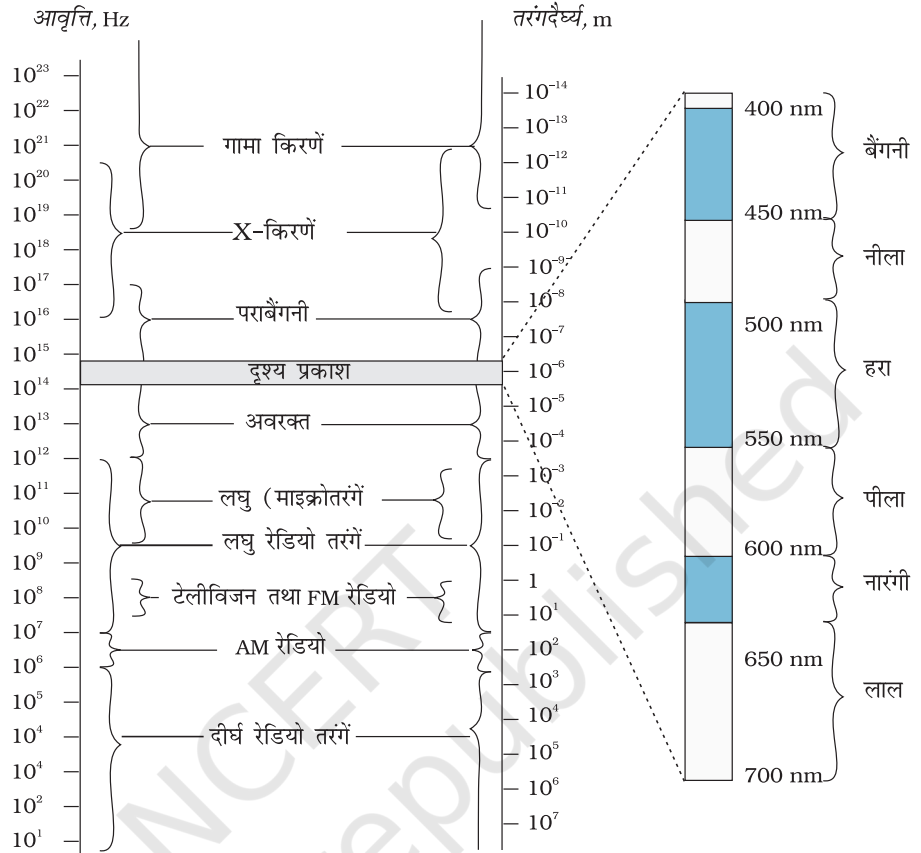 आवृत्ति, Hz
तरंगदैर्घ्य, m
10²³
10²²
10²¹
10²⁰
10¹⁹
10¹⁸
10¹⁷
10¹⁶
10¹⁵
10¹⁴
10¹³
10¹²
10¹¹
10¹⁰
10⁹
10⁸
10⁷
10⁶
10⁵
10⁴
10⁴
10²
10¹
गामा किरणें
X-किरणें
पराबैंगनी
दृश्य प्रकाश
अवरक्त
लघु (माइक्रोतरंगें
लघु रेडियो तरंगें
टेलीविजन तथा FM रेडियो
AM रेडियो
दीर्घ रेडियो तरंगें
10⁻¹⁴
10⁻¹³
10⁻¹²
10⁻¹¹
10⁻¹⁰
10⁻⁹
10⁻⁸
10⁻⁷
10⁻⁶
10⁻⁵
10⁻⁴
10⁻³
10⁻²
10⁻¹
1
10¹
10²
10³
10⁴
10⁵
10⁶
10⁷
400 nm
450 nm
500 nm
550 nm
600 nm
650 nm
700 nm
बैंगनी
नीला
हरा
पीला
नारंगी
लाल
NCERT
republished